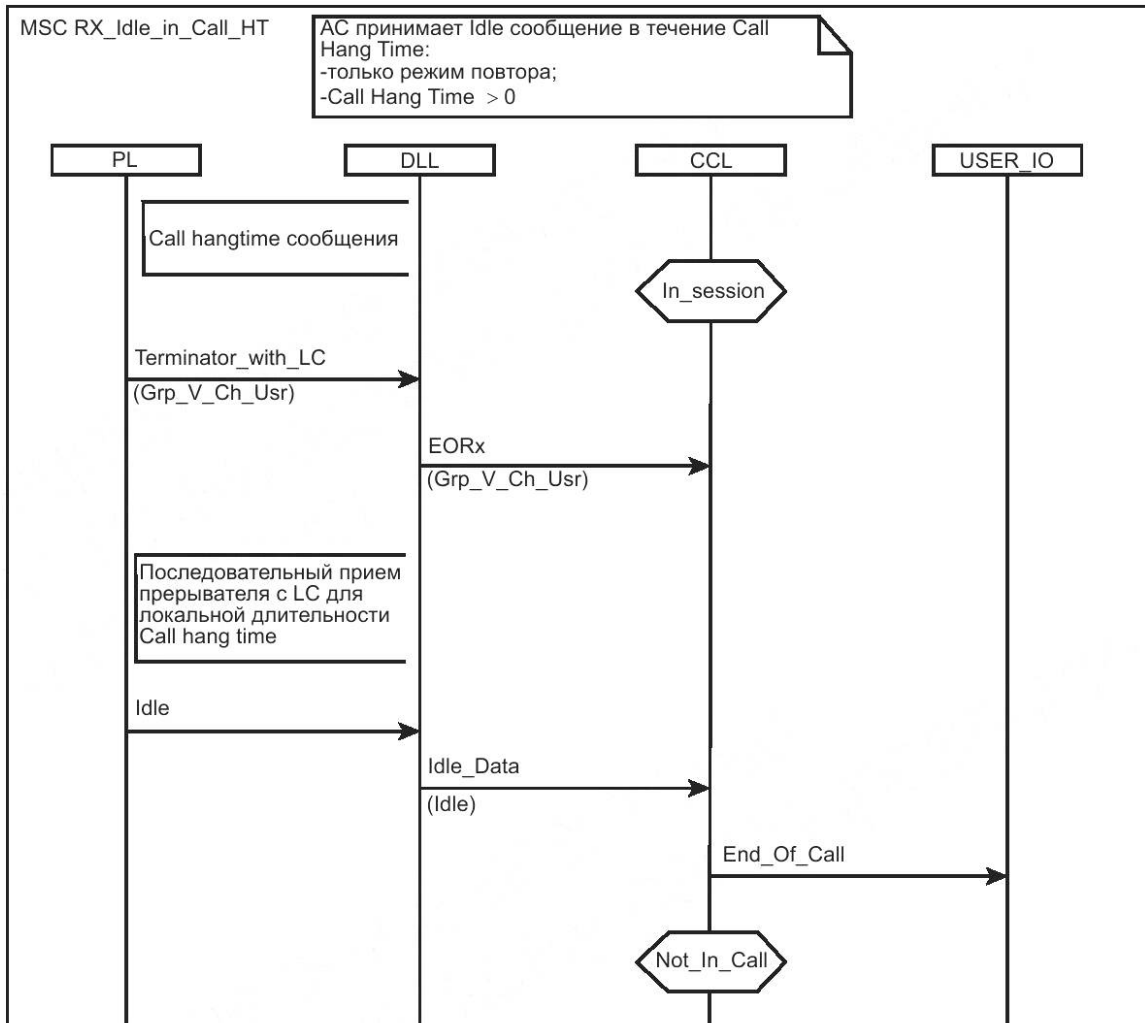 MSC RX_Idle_in_Call_HT
АС принимает Idle сообщение в течение Call
Hang Time:
-только режим повтора;
-Call Hang Time > 0
PL
DLL
CCL
USER_IO
Call hangtime сообщения
In_session
Terminator_with_LC
(Grp_V_Ch_Usr)
EORx
(Grp_V_Ch_Usr)
Последовательный прием
прерывателя с LC для
локальной длительности
Call hang time
Idle
Idle_Data
(Idle)
End_Of_Call
Not_In_Call